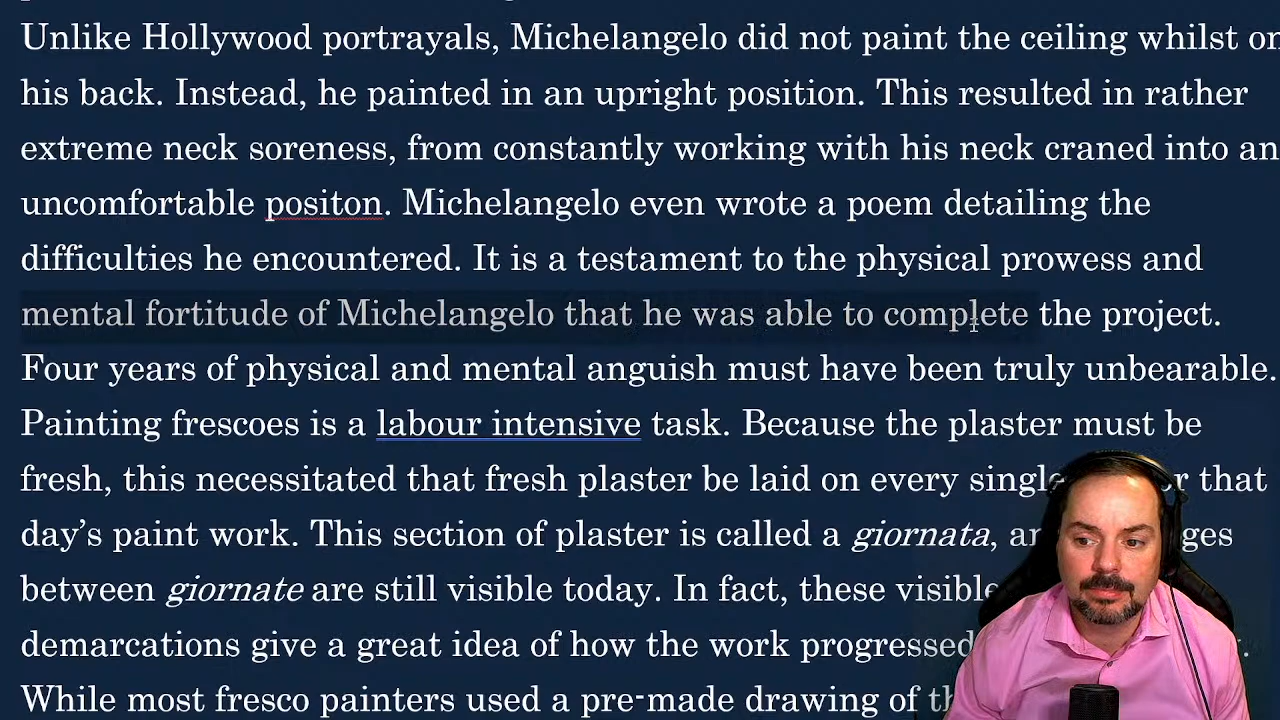 Unlike Hollywood portrayals, Michelangelo did not paint the ceiling whilst
his back. Instead, he painted in an upright position. This resulted in rather
extreme neck soreness, from constantly working with his neck craned into an
uncomfortable positon. Michelangelo even wrote a poem detailing the
difficulties he encountered. It is a testament to the physical prowess and
mental fortitude of Michelangelo that he was able to complete the project.
Four years of physical and mental anguish must have been truly unbearable.
Painting frescoes is a labour intensive task. Because the plaster must be
fresh, this necessitated that fresh plaster be laid on every single that
day’s paint work. This section of plaster is called a giornata,
between giornate are still visible today. In fact, these visible
demarcations give a great idea of how the work progressed
While most fresco painters used a pre-made drawing of